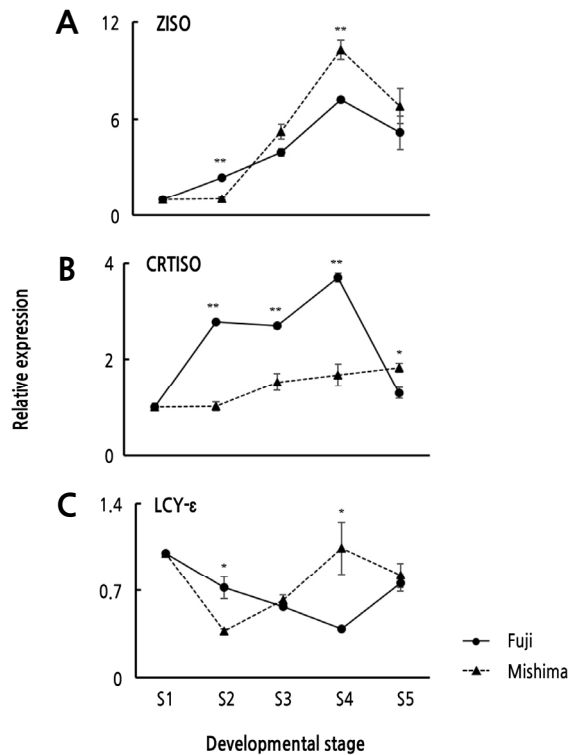 A
ZISO
12
6
0
**
**
B
CRTISO
4
2
0
**
**
**
*
Relative expression
C
LCY-ε
1.4
0.7
0
*
*
S1 S2 S3 S4 S5
Developmental stage
Fuji
Mishima